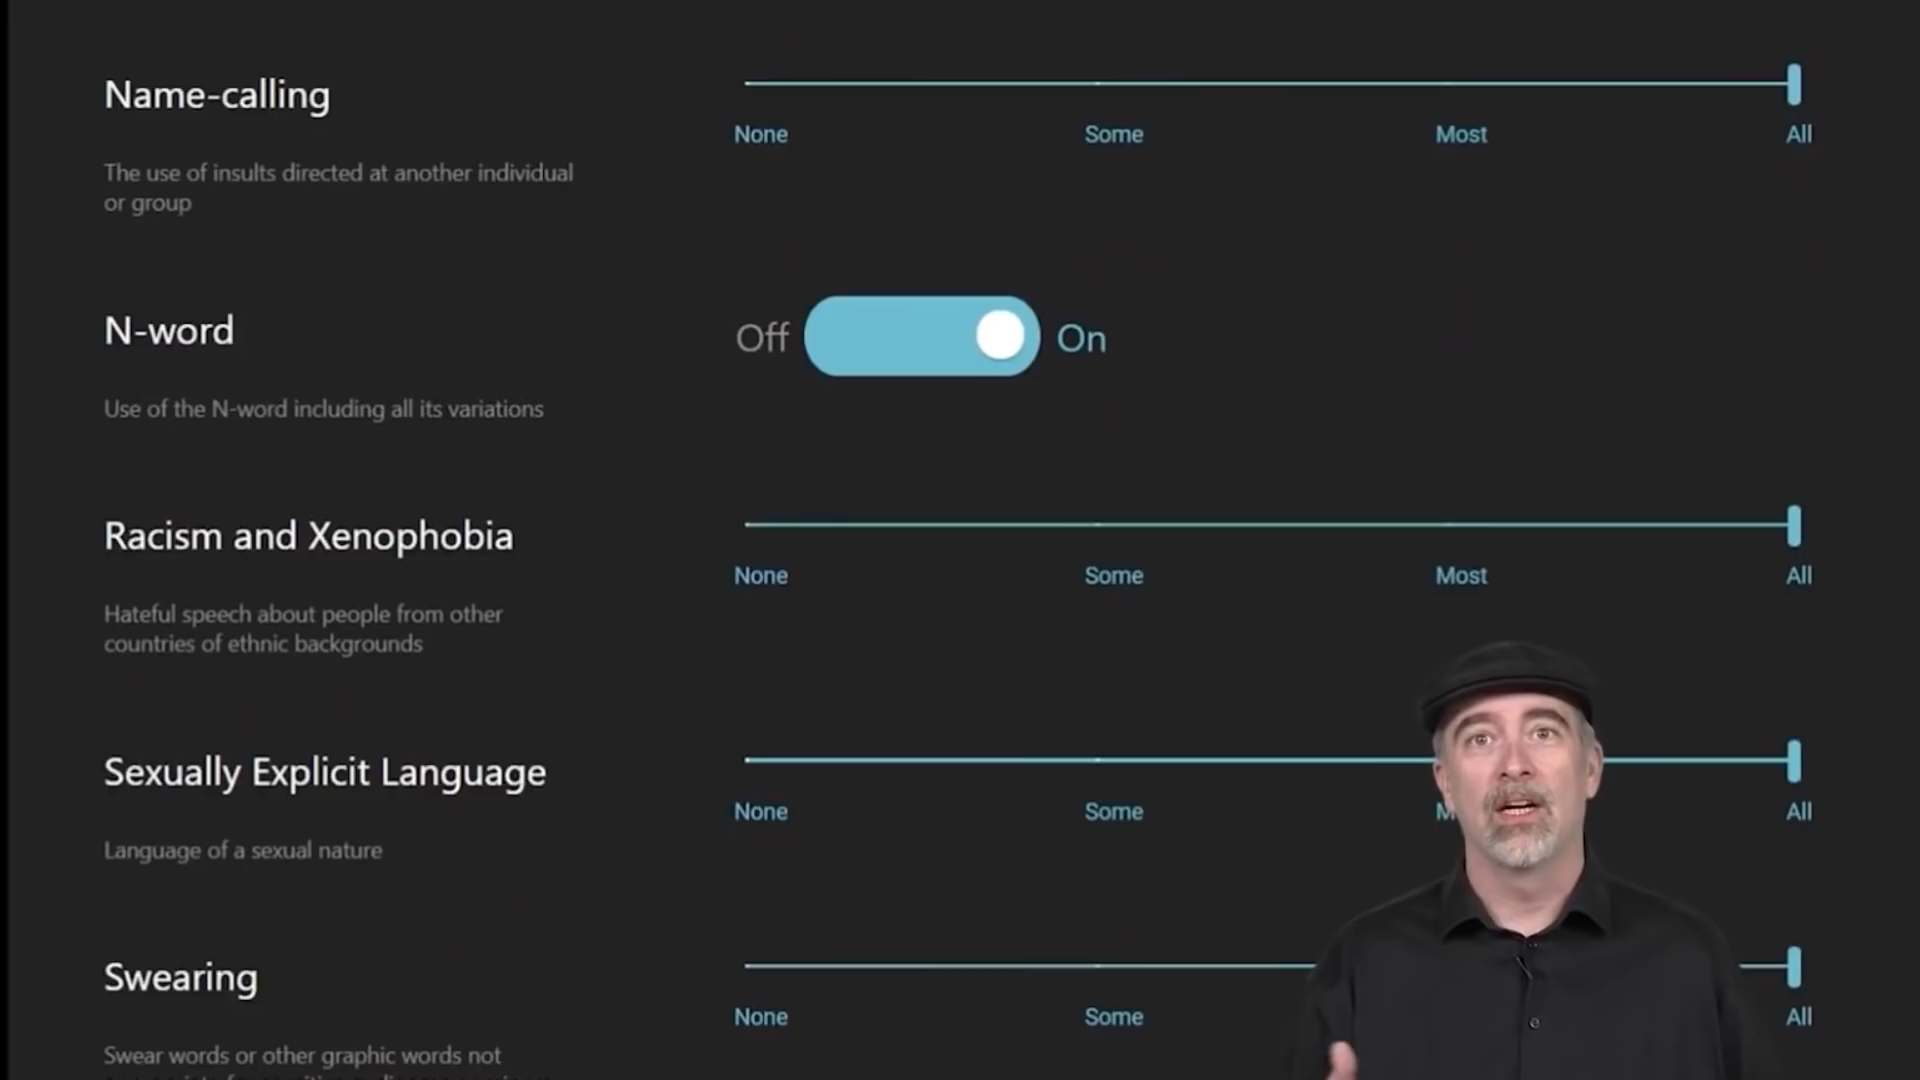 Name-calling
None Some Most All
The use of insults directed at another individual
or group
N-word
Off On
Use of the N-word including all its variations
Racism and Xenophobia
None Some Most All
Hateful speech about people from other
countries of ethnic backgrounds
Sexually Explicit Language
None Some All
Language of a sexual nature
Swearing
None Some All
Swear words or other graphic words not